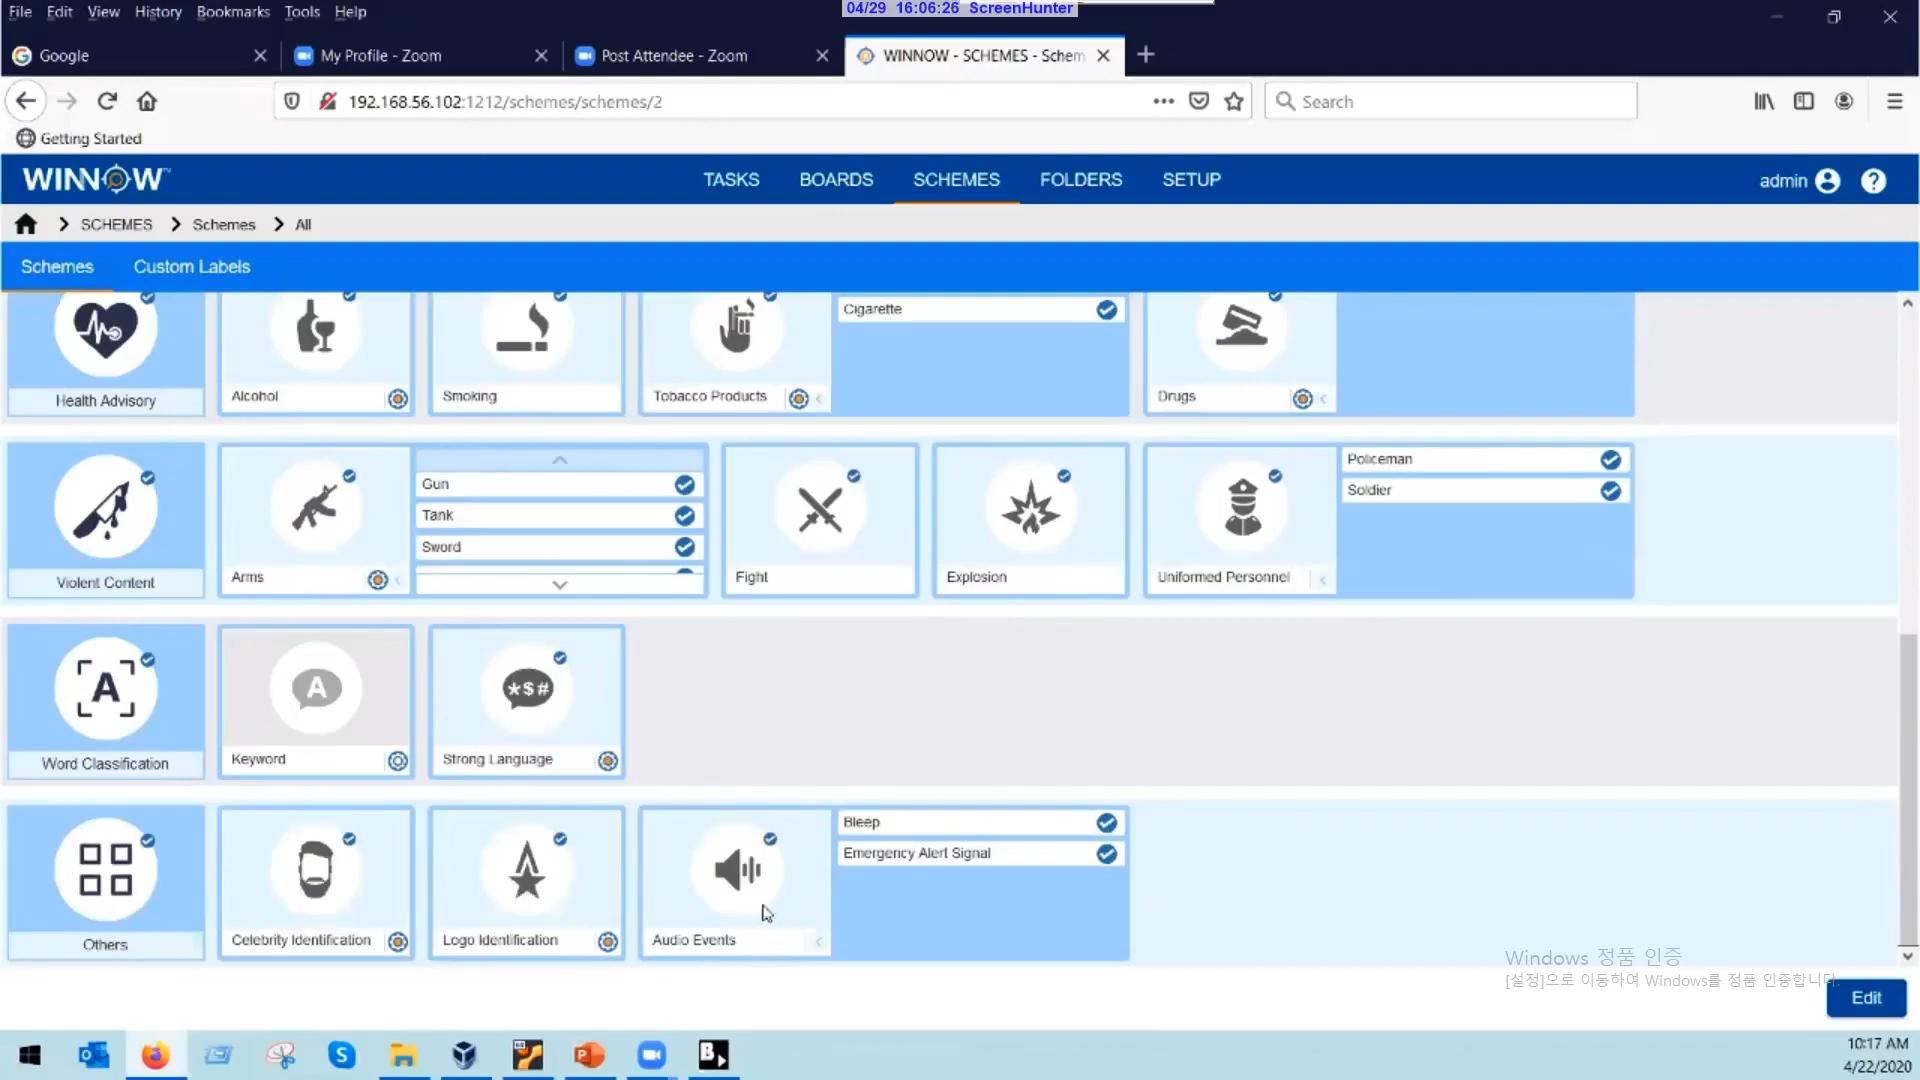 04/29 16:06:26 ScreenHunter
File Edit View History Bookmarks Tools Help
Google
My Profile - Zoom
Post Attendee - Zoom
WINNOW - SCHEMES - Schem
192.168.56.102:1212/schemes/schemes/2
Search
Getting Started
WINNOW
TASKS BOARDS SCHEMES FOLDERS SETUP
admin
SCHEMES Schemes All
Schemes Custom Labels
Health Advisory
Alcohol
Smoking
Tobacco Products
Cigarette
Drugs
Violent Content
Arms
Gun
Tank
Sword
Fight
Explosion
Uniformed Personnel
Policeman
Soldier
Word Classification
Keyword
*$#
Strong Language
Others
Celebrity Identification
Logo Identification
Audio Events
Bleep
Emergency Alert Signal
Windows 정품 인증
[설정]으로 이동하여 Windows를 정품 인증합니다.
Edit
10:17 AM
4/22/2020